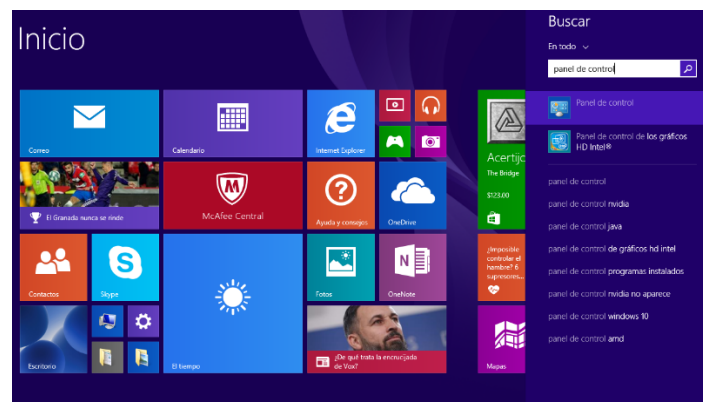 Inicio
Correo
Calendario
Internet Explorer
El Granada nunca se rinde
McAfee Central
Ayuda y consejos
OneDrive
Contactos
Skype
Fotos
OneNote
Escritorio
El tiempo
¿De qué trata la encrucijada
de Vox?
Acertijo
The Bridge
$123.00
¿Imposible
controlar el
hambre? 6
supresores...
Mapas
Buscar
En todo
panel de control
Panel de control
Panel de control de los gráficos
HD Intel®
panel de control
panel de control nvidia
panel de control java
panel de control de gráficos hd intel
panel de control programas instalados
panel de control nvidia no aparece
panel de control windows 10
panel de control amd